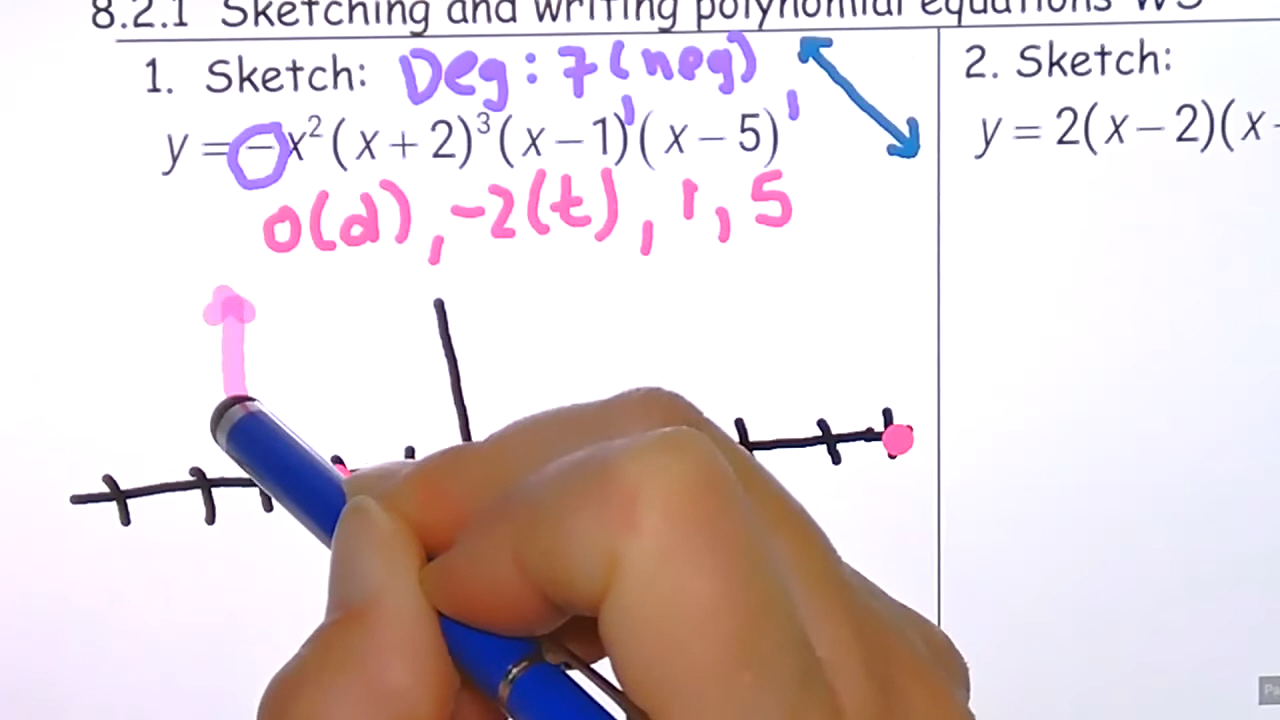 8.2.1 Sketching and writing polynomial equations WS
1. Sketch: Deg: 7 (neg)
y = −x²(x + 2)³(x − 1)¹(x − 5)¹
0(d), -2(t), 1, 5
2. Sketch:
y = 2(x − 2)(x −